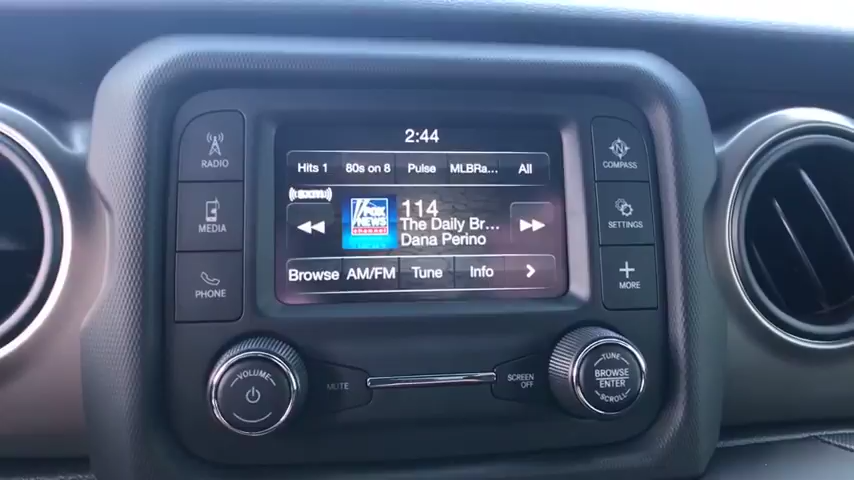 2:44
Hits 1 80s on 8 Pulse MLBRa... All
((SXM))
FOX
NEWS
channel
114
The Daily Br...
Dana Perino
Browse AM/FM Tune Info
RADIO
MEDIA
PHONE
COMPASS
SETTINGS
MORE
VOLUME
MUTE
SCREEN
OFF
TUNE
BROWSE
ENTER
SCROLL